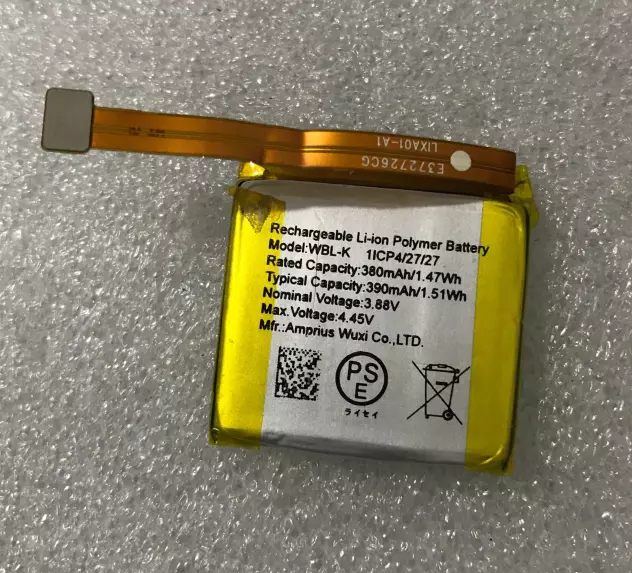 LIXA01-A1
E372726CG
Rechargeable Li-ion Polymer Battery
Model:WBL-K 1ICP4/27/27
Rated Capacity:380mAh/1.47Wh
Typical Capacity:390mAh/1.51Wh
Nominal Voltage:3.88V
Max.Voltage:4.45V
Mfr.:Amprius Wuxi Co.,LTD.
PS
E
ライセイ